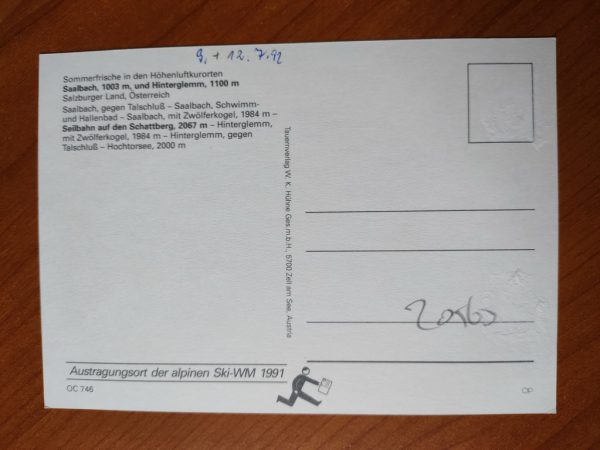 9. + 12. 7.92
Sommerfrische in den Höhenluftkurorten
Saalbach, 1003 m, und Hinterglemm, 1100 m
Salzburger Land, Österreich
Saalbach, gegen Talschluß – Saalbach, Schwimm-
und Hallenbad – Saalbach, mit Zwölferkogel, 1984 m –
Seilbahn auf den Schattberg, 2067 m – Hinterglemm,
mit Zwölferkogel, 1984 m – Hinterglemm, gegen
Talschluß – Hochtorsee, 2000 m
Tauernverlag W. K. Hühne Ges.m.b.H., 5700 Zell am See, Austria
Austragungsort der alpinen Ski-WM 1991
OC 746